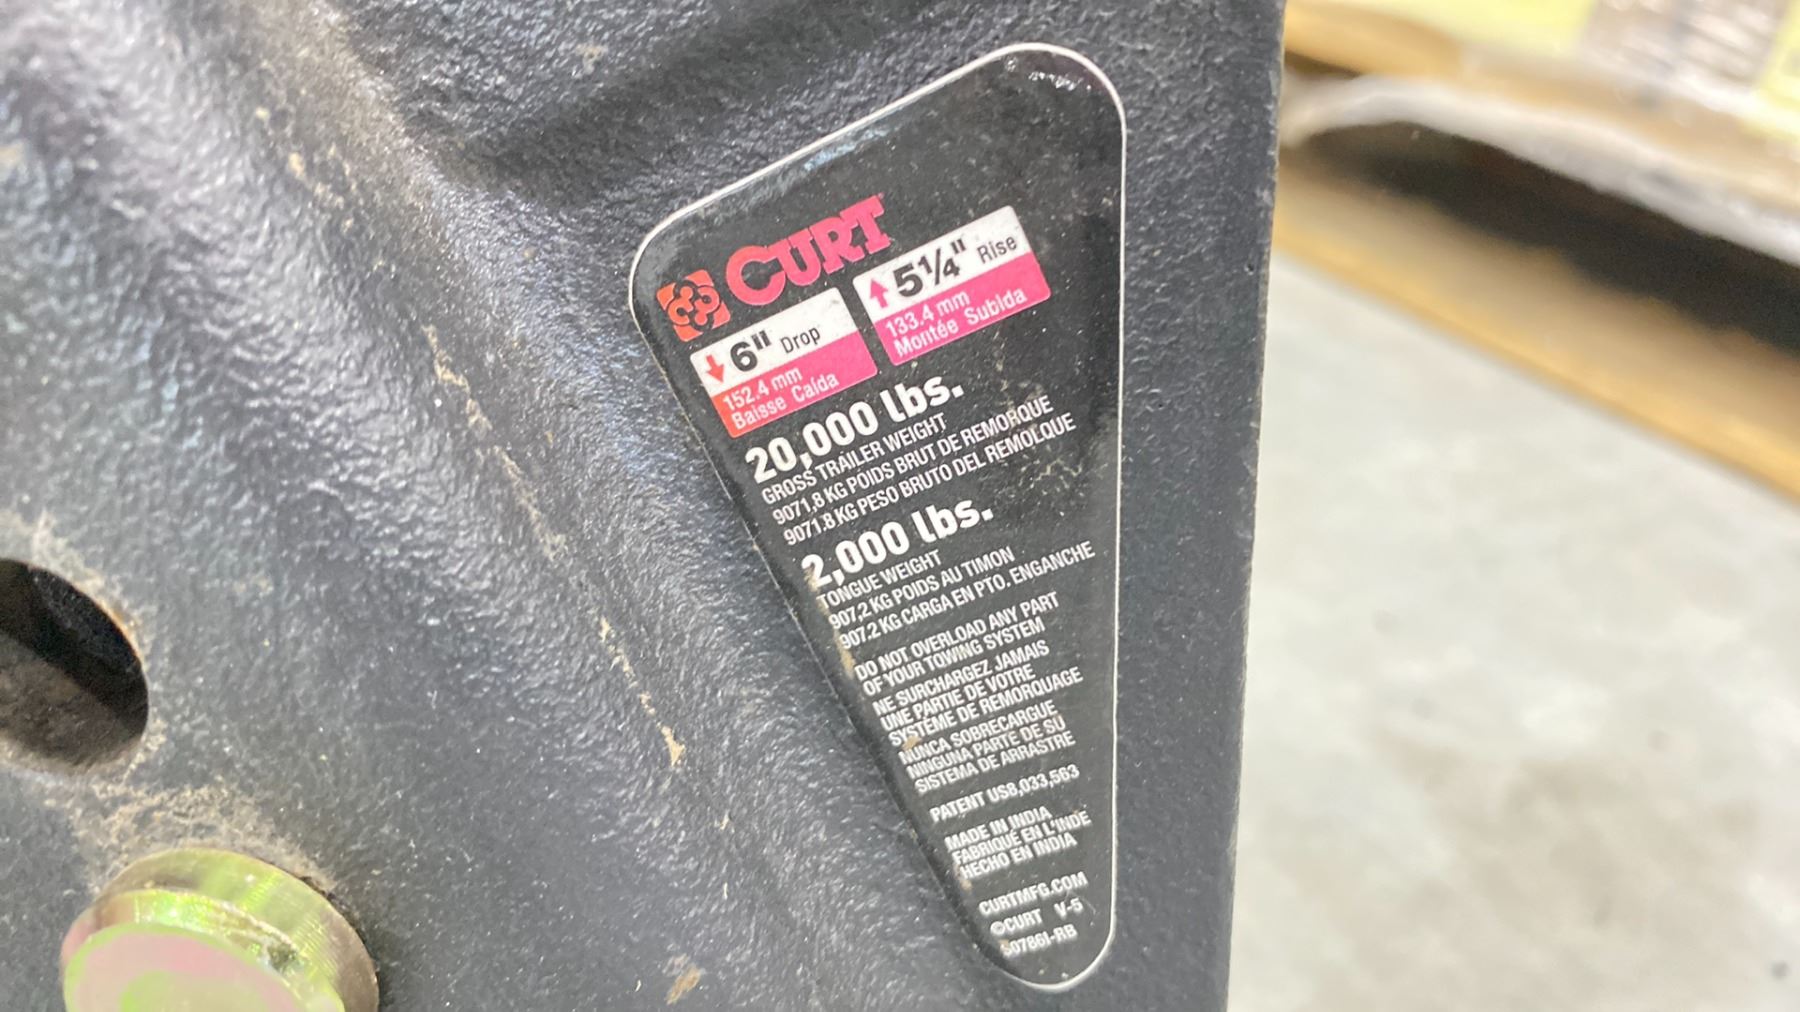 CURT
6" Drop
152.4 mm
Baisse Caída
5¼" Rise
133.4 mm
Montée Subida
20,000 lbs.
GROSS TRAILER WEIGHT
9071,8 KG POIDS BRUT DE REMORQUE
9071.8 KG PESO BRUTO DEL REMOLQUE
2,000 lbs.
TONGUE WEIGHT
907,2 KG POIDS AU TIMON
907.2 KG CARGA EN PTO. ENGANCHE
DO NOT OVERLOAD ANY PART
OF YOUR TOWING SYSTEM
NE SURCHARGEZ JAMAIS
UNE PARTIE DE VOTRE
SYSTÈME DE REMORQUAGE
NUNCA SOBRECARGUE
NINGUNA PARTE DE SU
SISTEMA DE ARRASTRE
PATENT US8,033,563
MADE IN INDIA
FABRIQUÉ EN L'INDE
HECHO EN INDIA
CURTMFG.COM
©CURT V-5